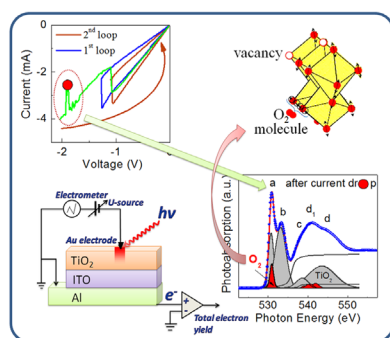 2nd loop
1st loop
Current (mA)
0
-2
-4
-2
-1
0
Voltage (V)
vacancy
O2
molecule
Electrometer
U-source
hν
Au electrode
TiO2
ITO
Al
e-
Total electron
yield
Photoabsorption (a.u.)
a
after current drop
b
c
d1
d
O2
TiO2
530
540
550
Photon Energy (eV)